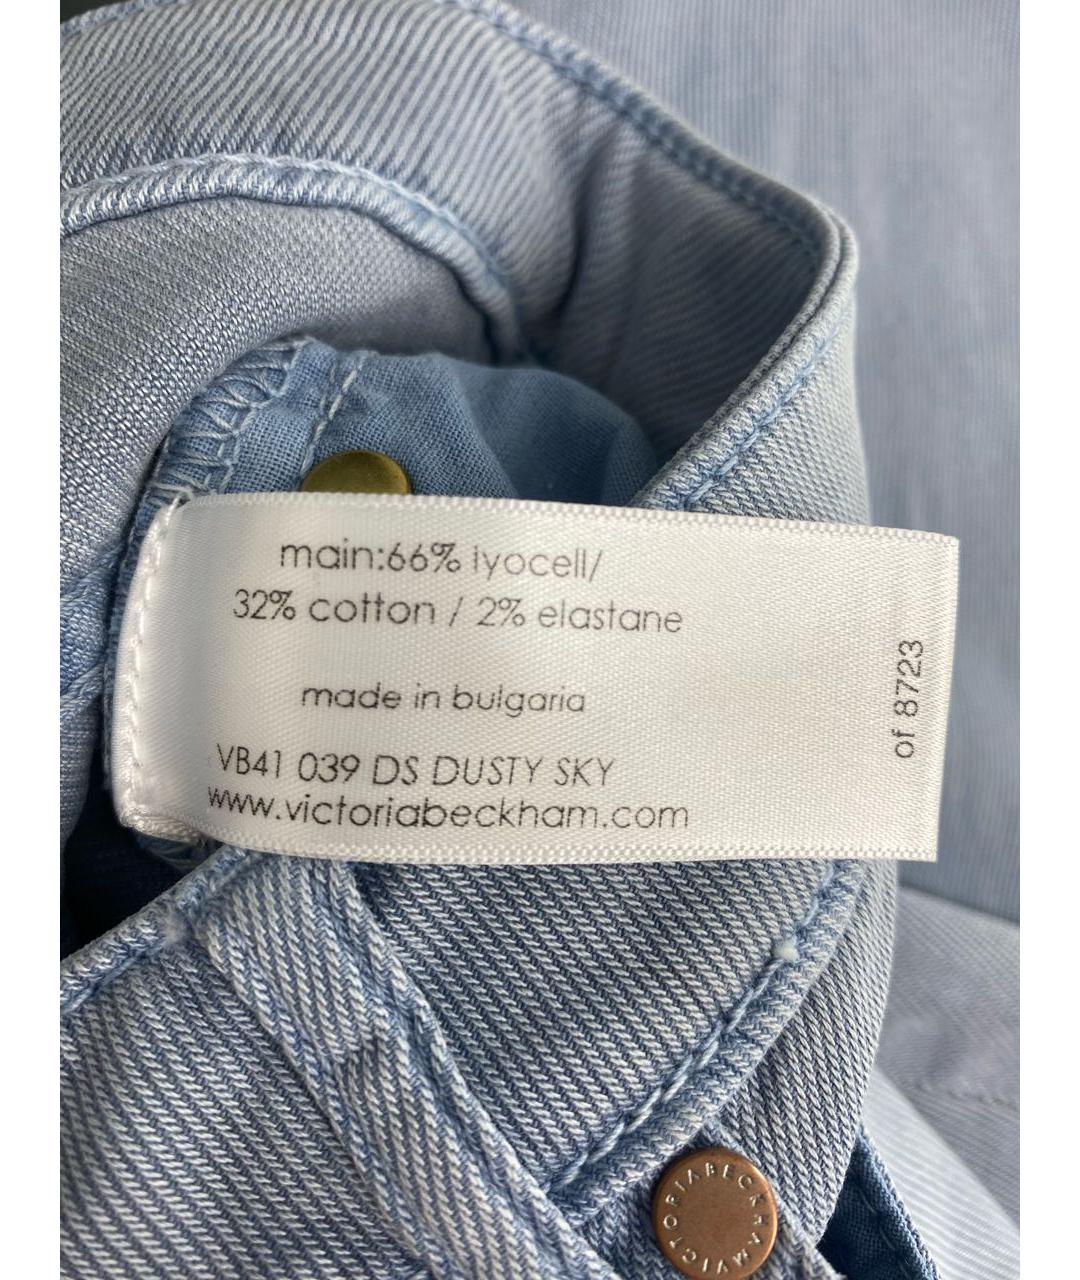 main:66% lyocell/
32% cotton / 2% elastane
made in bulgaria
VB41 039 DS DUSTY SKY
www.victoriabeckham.com
of 8723
VICTORIABECKHAM